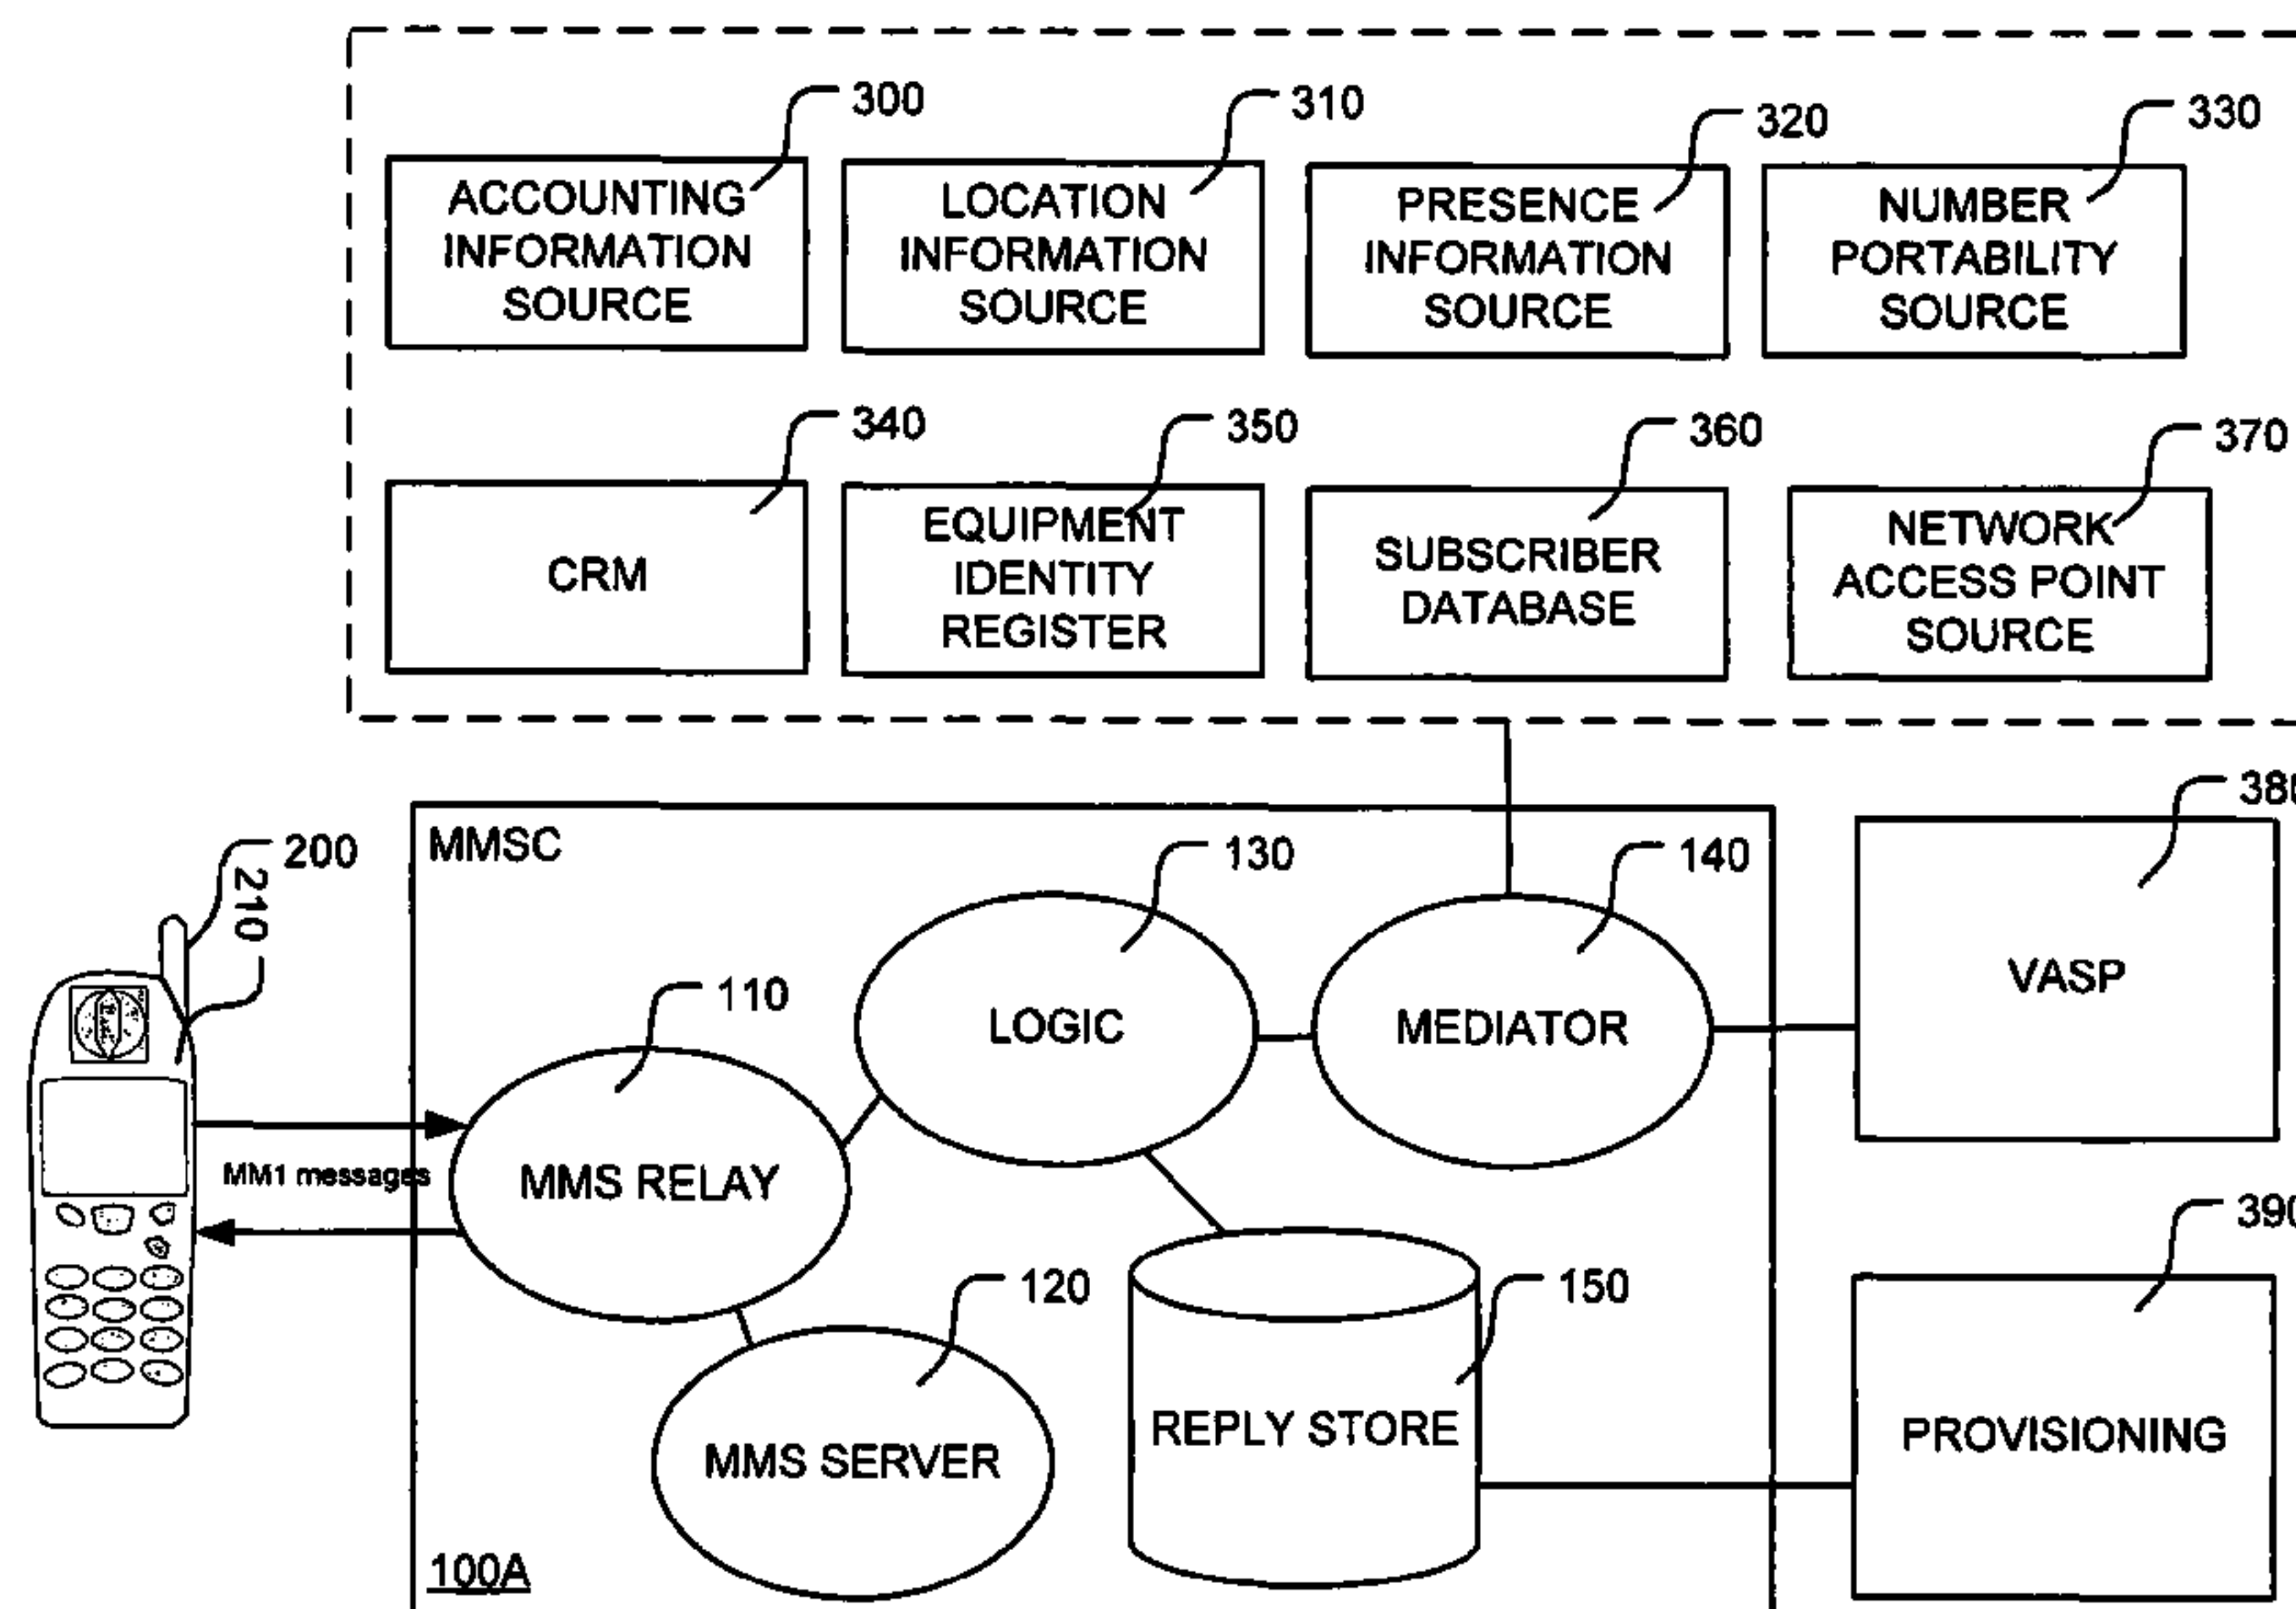 300
310
320
330
ACCOUNTING
INFORMATION
SOURCE
LOCATION
INFORMATION
SOURCE
PRESENCE
INFORMATION
SOURCE
NUMBER
PORTABILITY
SOURCE
340
350
360
370
CRM
EQUIPMENT
IDENTITY
REGISTER
SUBSCRIBER
DATABASE
NETWORK
ACCESS POINT
SOURCE
380
200
210
MMSC
130
140
VASP
110
LOGIC
MEDIATOR
MM1 messages
MMS RELAY
390
120
150
REPLY STORE
PROVISIONING
MMS SERVER
100A